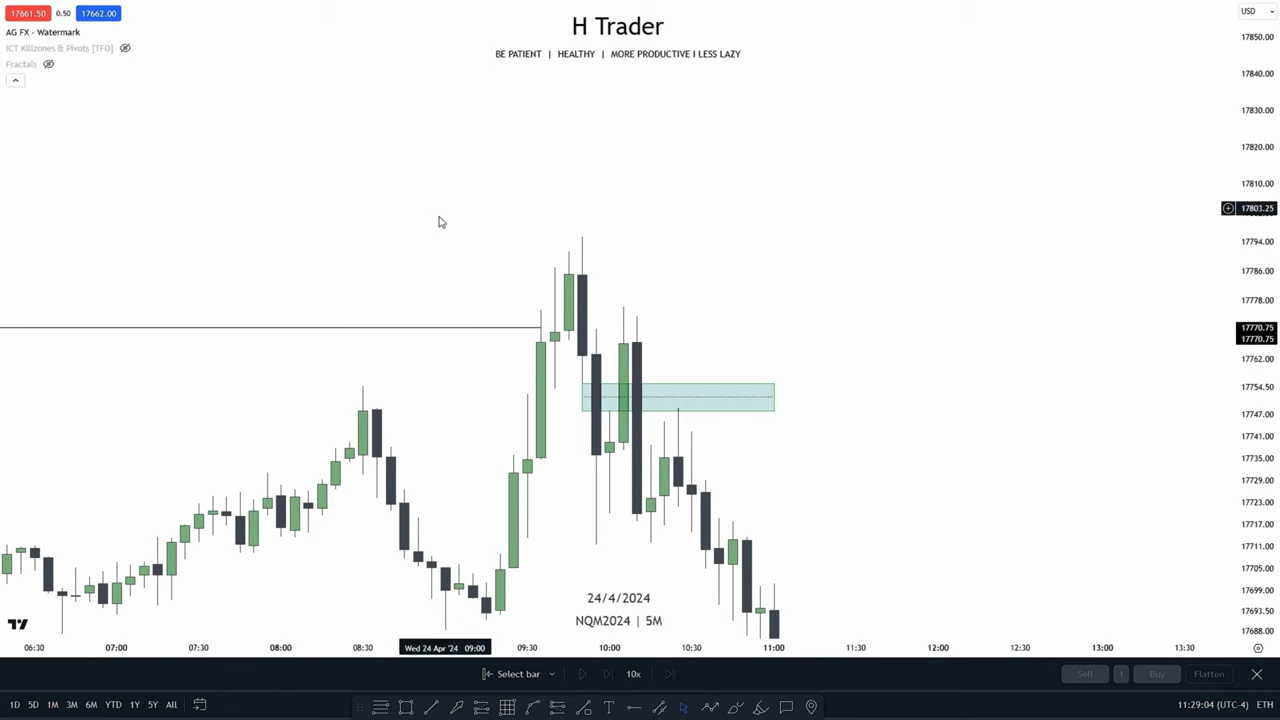 17661.50 0.50 17662.00
AG FX - Watermark
ICT Killzones & Pivots [TFO]
Fractals
H Trader
BE PATIENT | HEALTHY | MORE PRODUCTIVE I LESS LAZY
USD
17850.00
17840.00
17830.00
17820.00
17810.00
17803.25
17794.00
17786.00
17778.00
17770.75
17770.75
17762.00
17754.50
17747.00
17741.00
17735.00
17729.00
17723.00
17717.00
17711.00
17705.00
17699.00
17693.50
17688.00
24/4/2024
NQM2024 | 5M
06:30 07:00 07:30 08:00 08:30 Wed 24 Apr '24 09:00 09:30 10:00 10:30 11:00 11:30 12:00 12:30 13:00 13:30
Select bar 10x Sell 1 Buy Flatten
1D 5D 1M 3M 6M YTD 1Y 5Y All 11:29:04 (UTC-4) ETH